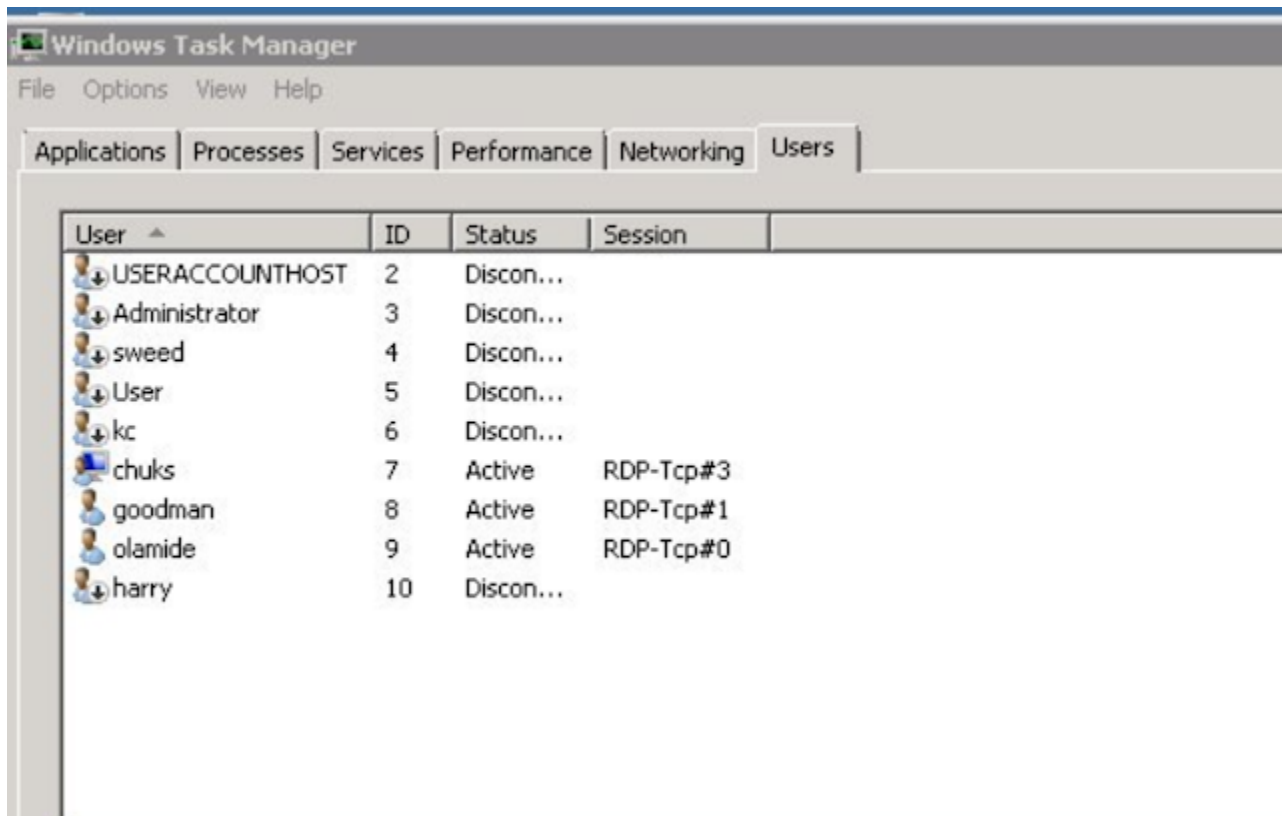 Windows Task Manager
File Options View Help
Applications Processes Services Performance Networking Users
User ID Status Session
USERACCOUNTHOST 2 Discon...
Administrator 3 Discon...
sweed 4 Discon...
User 5 Discon...
kc 6 Discon...
chuks 7 Active RDP-Tcp#3
goodman 8 Active RDP-Tcp#1
olamide 9 Active RDP-Tcp#0
harry 10 Discon...